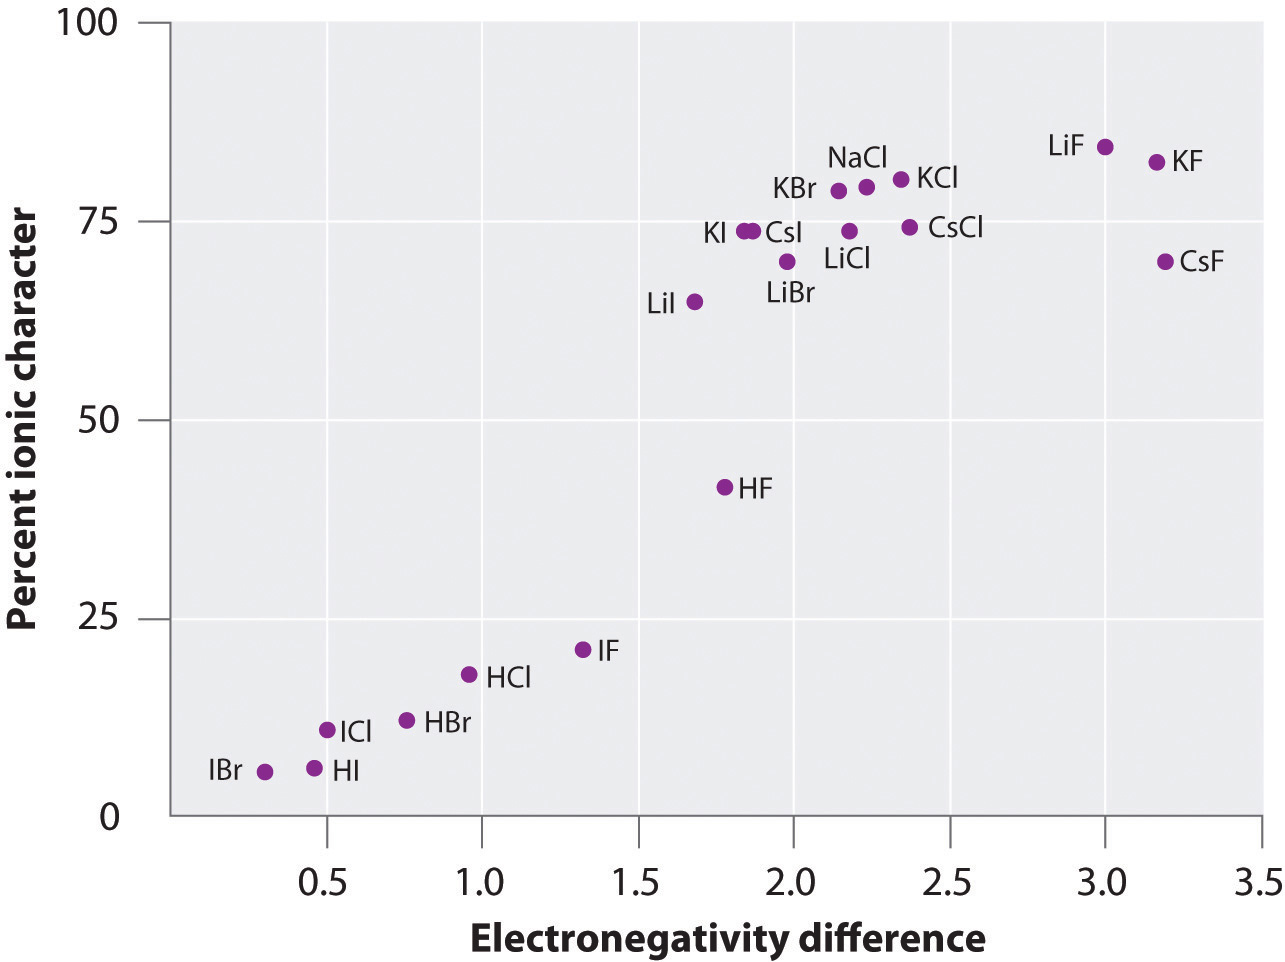 100
75
50
25
0
Percent ionic character
LiF
KF
NaCl
KBr
KCl
KI
CsI
LiCl
CsCl
LiBr
CsF
LiI
HF
IF
HCl
ICl
HBr
IBr
HI
0.5
1.0
1.5
2.0
2.5
3.0
3.5
Electronegativity difference